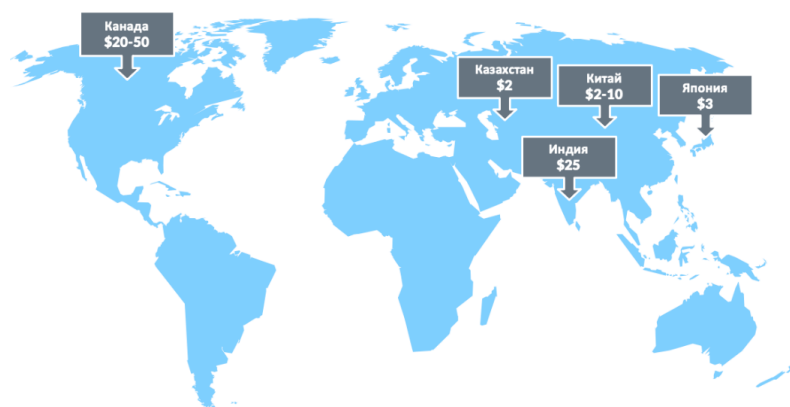 Канада
$20-50
Казахстан
$2
Китай
$2-10
Япония
$3
Индия
$25